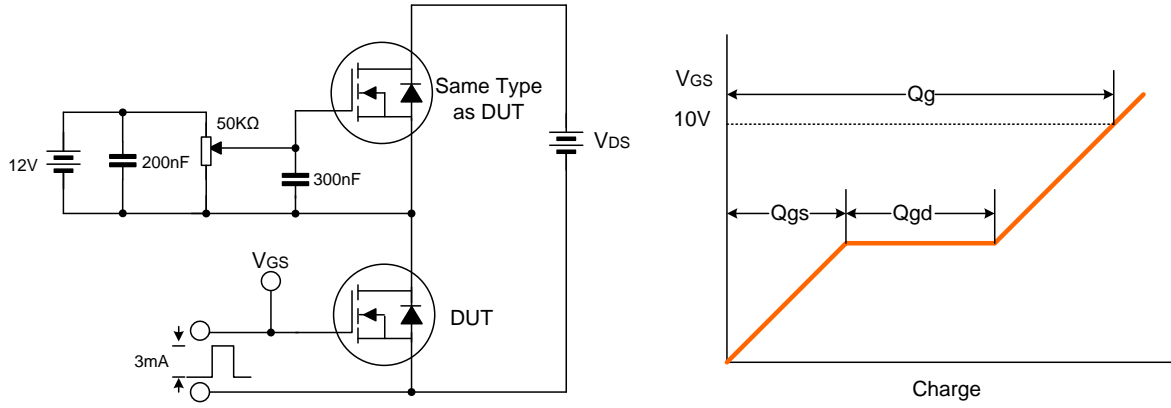 12V
200nF
50KΩ
300nF
Same Type
as DUT
VDS
VGS
DUT
3mA
VGS
10V
Qg
Qgs
Qgd
Charge